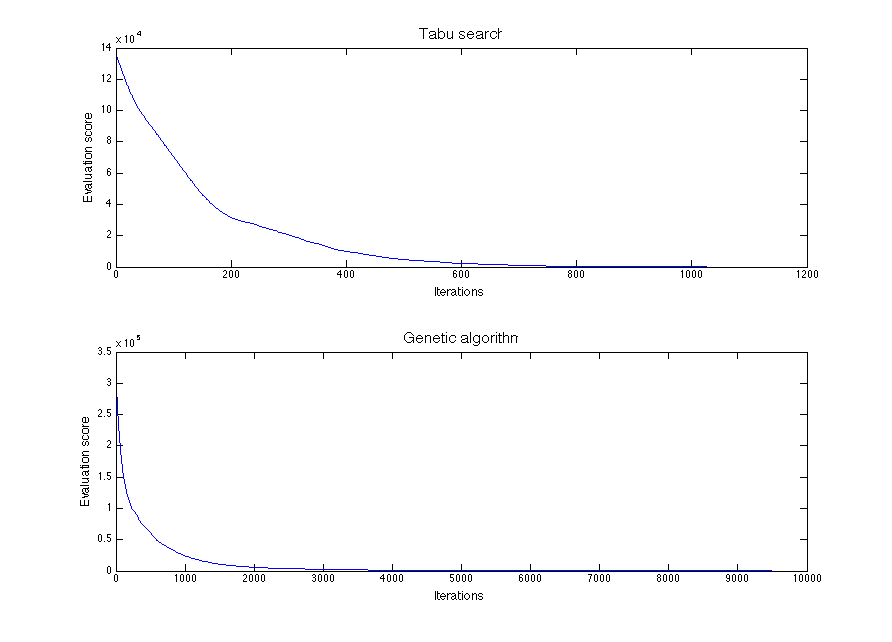 Tabu search
x 10^4
14
12
10
8
6
4
2
0
Evaluation score
0 200 400 600 800 1000 1200
Iterations
Genetic algorithm
x 10^5
3.5
3
2.5
2
1.5
1
0.5
0
Evaluation score
0 1000 2000 3000 4000 5000 6000 7000 8000 9000 10000
Iterations